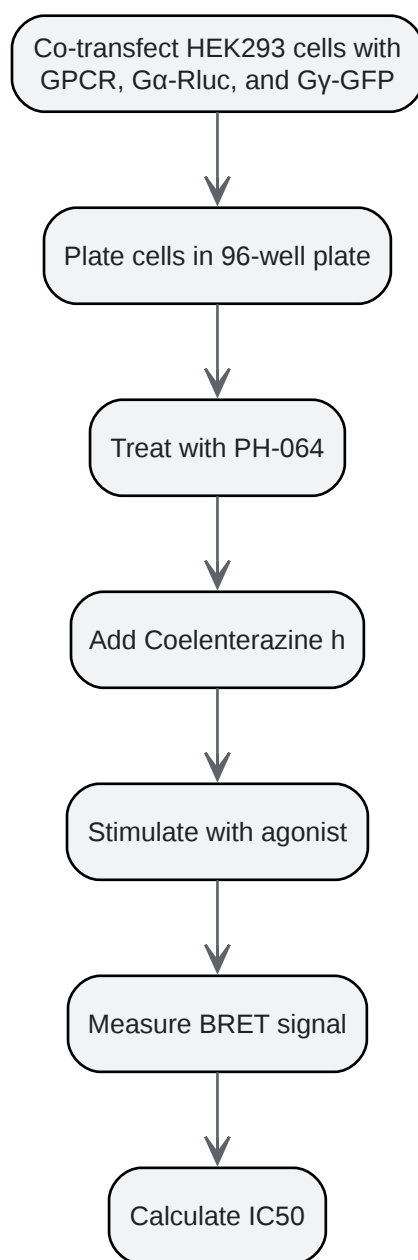 Co-transfect HEK293 cells with
GPCR, Gα-Rluc, and Gγ-GFP
Plate cells in 96-well plate
Treat with PH-064
Add Coelenterazine h
Stimulate with agonist
Measure BRET signal
Calculate IC50